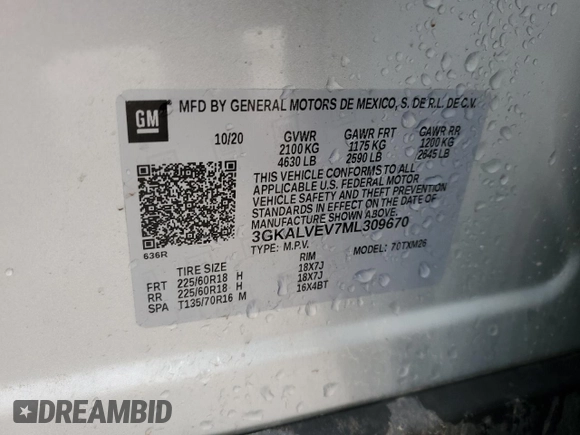 GM
MFD BY GENERAL MOTORS DE MEXICO, S. DE R.L. DE C.V.
10/20 GVWR GAWR FRT GAWR RR
2100 KG 1175 KG 1200 KG
4630 LB 2590 LB 2645 LB
THIS VEHICLE CONFORMS TO ALL
APPLICABLE U.S. FEDERAL MOTOR
VEHICLE SAFETY AND THEFT PREVENTION
STANDARDS IN EFFECT ON THE DATE OF
MANUFACTURE SHOWN ABOVE.
3GKALVEV7ML309670
TYPE: M.P.V. MODEL: 70TXM26
636R
TIRE SIZE RIM
FRT 225/60R18 H 18X7J
RR 225/60R18 H 18X7J
SPA T135/70R16 M 16X4BT
DREAMBID